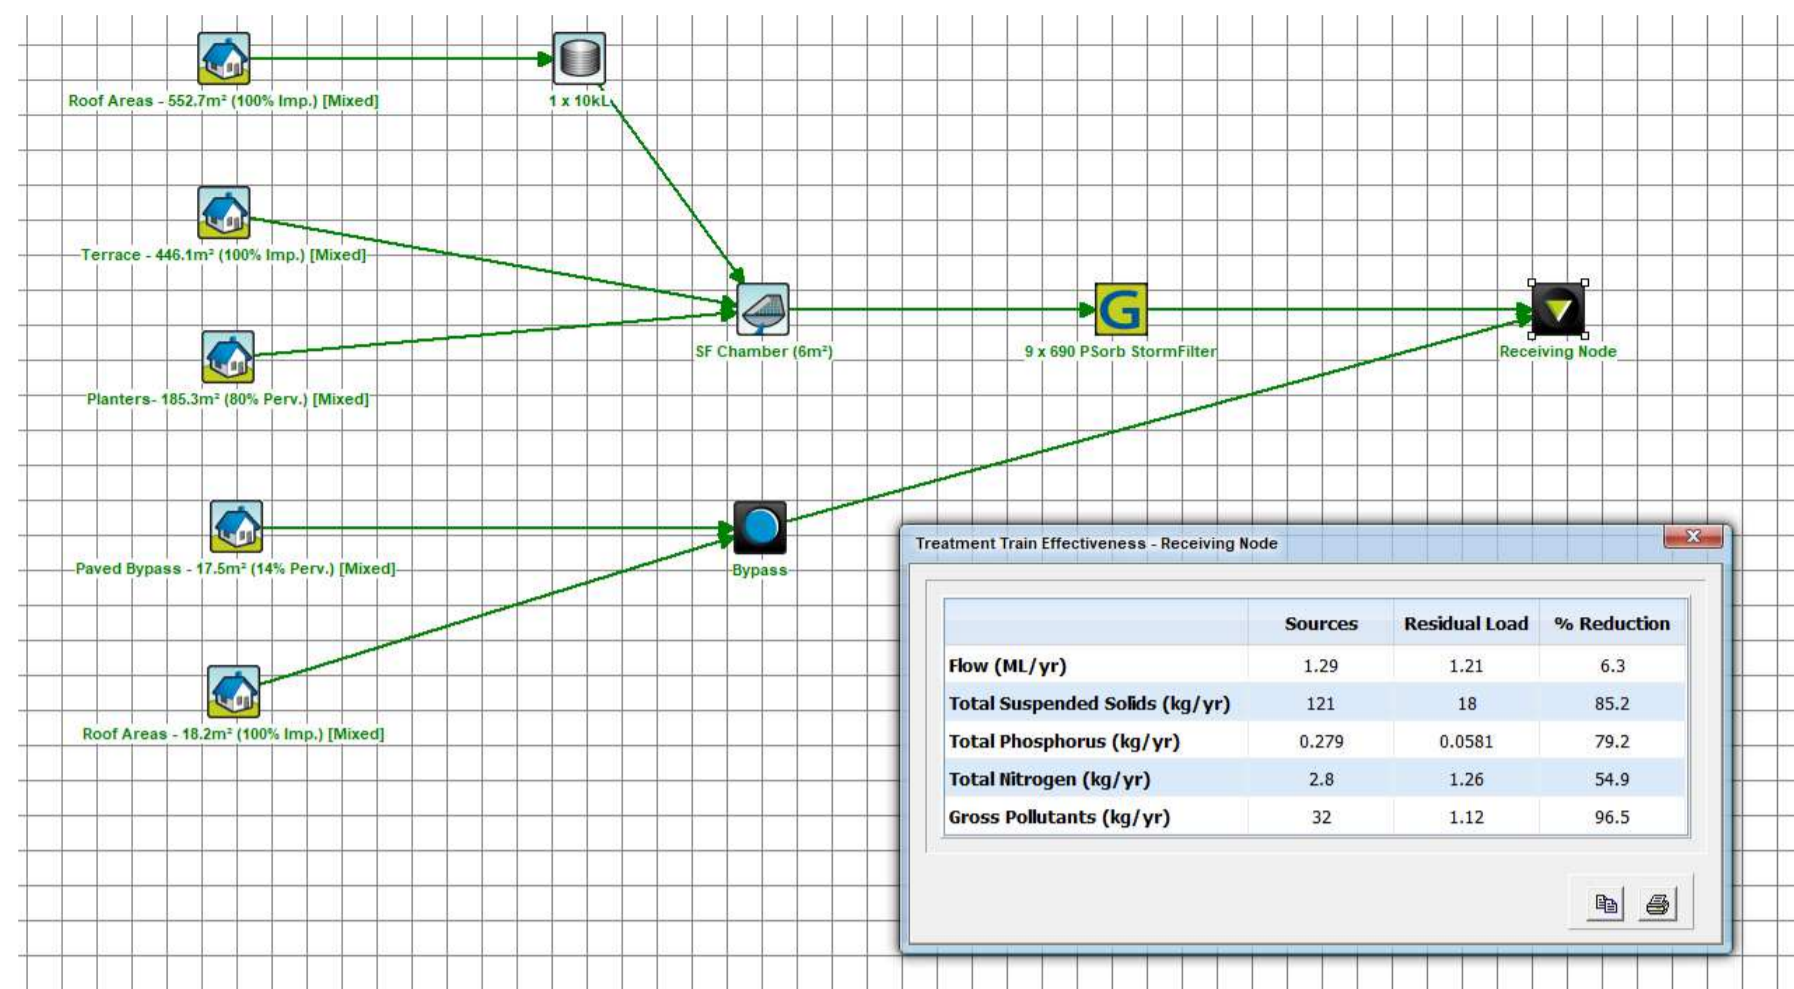 Roof Areas - 552.7m² (100% Imp.) [Mixed]
1 x 10kL
Terrace - 446.1m² (100% Imp.) [Mixed]
Planters- 185.3m² (80% Perv.) [Mixed]
SF Chamber (6m²)
G
9 x 690 PSorb StormFilter
Receiving Node
Paved Bypass - 17.5m² (14% Perv.) [Mixed]
Bypass
Roof Areas - 18.2m² (100% Imp.) [Mixed]
Treatment Train Effectiveness - Receiving Node
Sources Residual Load % Reduction
Flow (ML/yr) 1.29 1.21 6.3
Total Suspended Solids (kg/yr) 121 18 85.2
Total Phosphorus (kg/yr) 0.279 0.0581 79.2
Total Nitrogen (kg/yr) 2.8 1.26 54.9
Gross Pollutants (kg/yr) 32 1.12 96.5